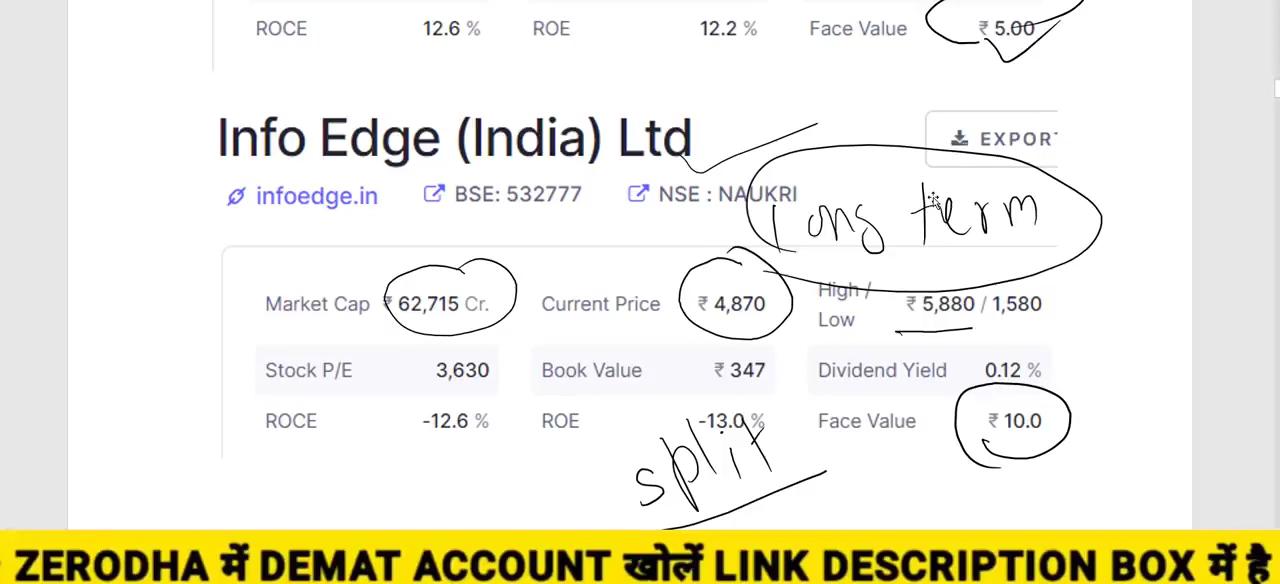 ROCE 12.6 % ROE 12.2 % Face Value ₹ 5.00
Info Edge (India) Ltd
EXPORT
infoedge.in BSE: 532777 NSE : NAUKRI
long term
Market Cap ₹ 62,715 Cr. Current Price ₹ 4,870 High / Low ₹ 5,880 / 1,580
Stock P/E 3,630 Book Value ₹ 347 Dividend Yield 0.12 %
ROCE -12.6 % ROE -13.0 % Face Value ₹ 10.0
split
ZERODHA में DEMAT ACCOUNT खोलें LINK DESCRIPTION BOX में है